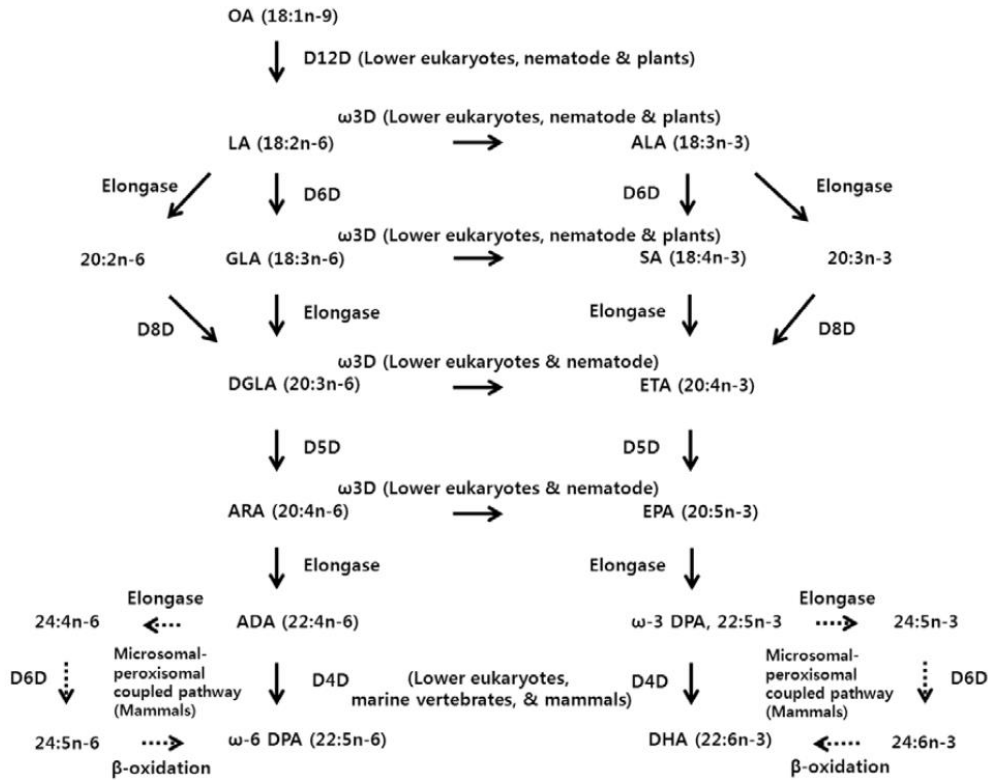 OA (18:1n-9)
D12D (Lower eukaryotes, nematode & plants)
ω3D (Lower eukaryotes, nematode & plants)
LA (18:2n-6)
ALA (18:3n-3)
Elongase
D6D
D6D
Elongase
ω3D (Lower eukaryotes, nematode & plants)
20:2n-6
GLA (18:3n-6)
SA (18:4n-3)
20:3n-3
D8D
Elongase
Elongase
D8D
ω3D (Lower eukaryotes & nematode)
DGLA (20:3n-6)
ETA (20:4n-3)
D5D
D5D
ω3D (Lower eukaryotes & nematode)
ARA (20:4n-6)
EPA (20:5n-3)
Elongase
Elongase
Elongase
Elongase
24:4n-6
ADA (22:4n-6)
ω-3 DPA, 22:5n-3
24:5n-3
D6D
Microsomal-
peroxisomal
coupled pathway
(Mammals)
D4D
(Lower eukaryotes,
marine vertebrates, & mammals)
D4D
Microsomal-
peroxisomal
coupled pathway
(Mammals)
D6D
24:5n-6
ω-6 DPA (22:5n-6)
DHA (22:6n-3)
24:6n-3
β-oxidation
β-oxidation